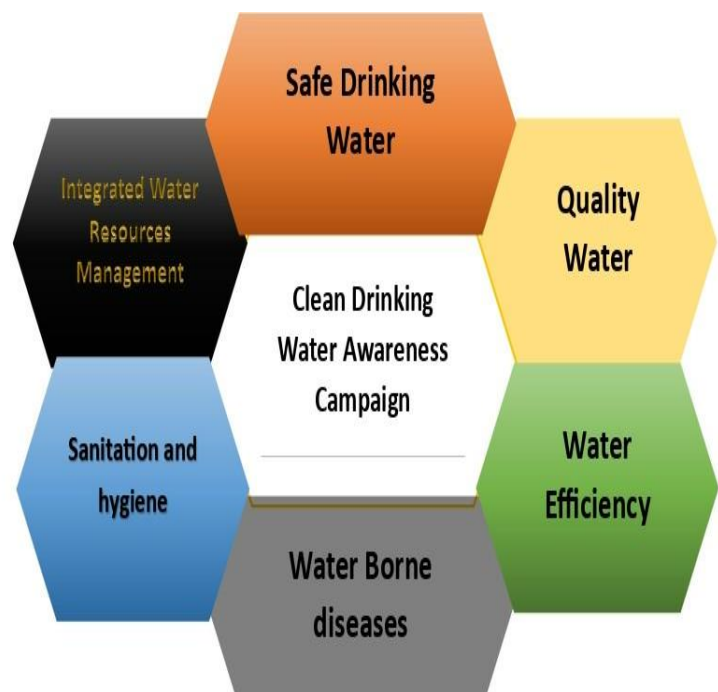 Safe Drinking
Water
Integrated Water
Resources
Management
Quality
Water
Clean Drinking
Water Awareness
Campaign
Sanitation and
hygiene
Water
Efficiency
Water Borne
diseases